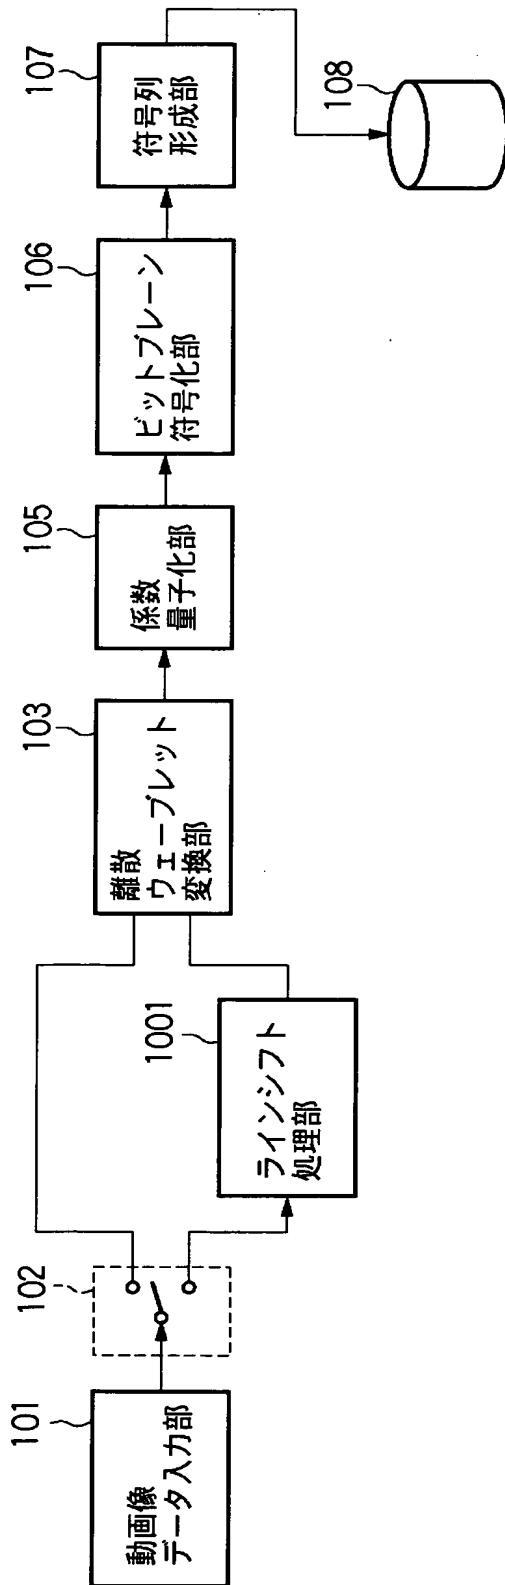 101
動画像
データ入力部
102
1001
ラインシフト
処理部
103
離散
ウェーブレット
変換部
105
係数
量子化部
106
ビットプレーン
符号化部
107
符号列
形成部
108